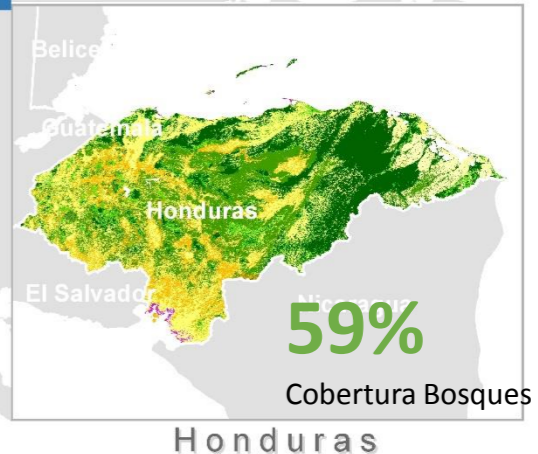 Belice
Guatemala
Honduras
El Salvador
Nicaragua
59%
Cobertura Bosques
Honduras